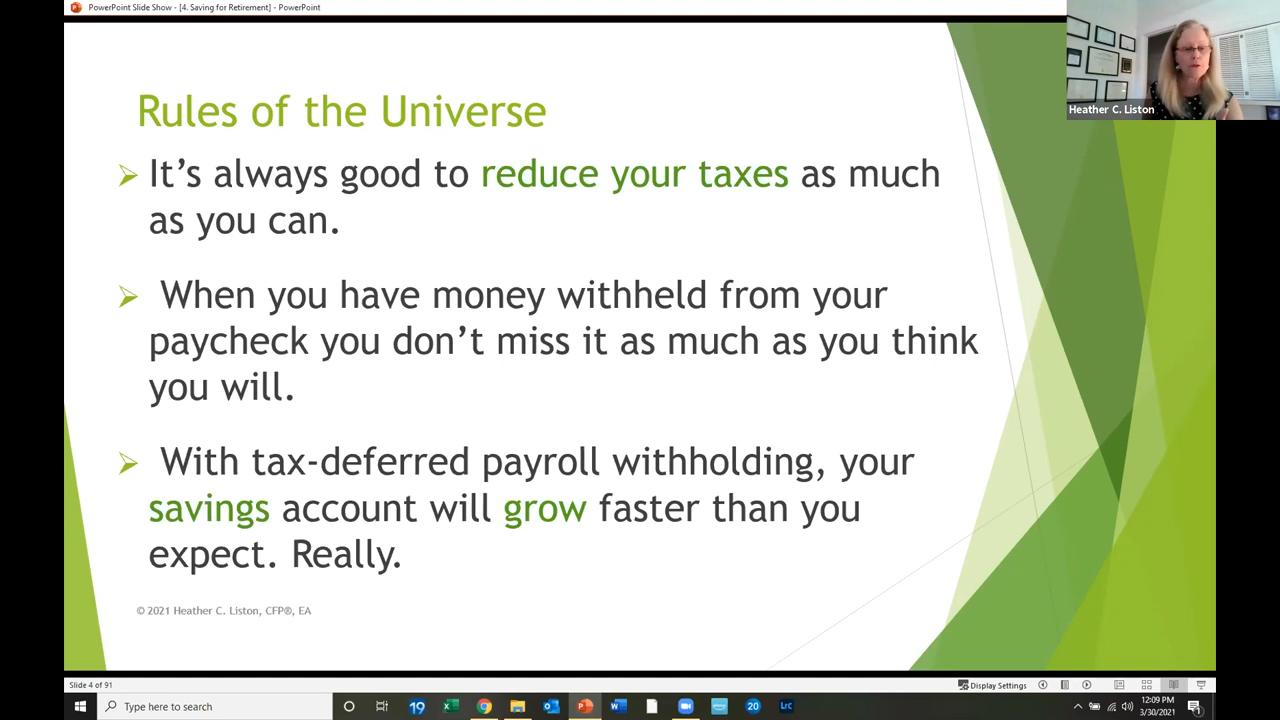 PowerPoint Slide Show - [4. Saving for Retirement] - PowerPoint
Heather C. Liston
Rules of the Universe
It's always good to reduce your taxes as much
as you can.
When you have money withheld from your
paycheck you don't miss it as much as you think
you will.
With tax-deferred payroll withholding, your
savings account will grow faster than you
expect. Really.
© 2021 Heather C. Liston, CFP®, EA
Slide 4 of 91
Display Settings
Type here to search
19
20
Lrc
12:09 PM
3/30/2021
1